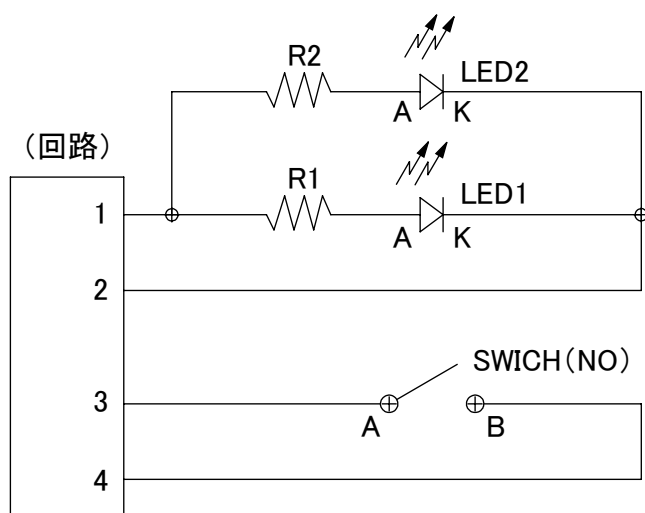 R2
LED2
A K
(回路)
R1
LED1
1
A K
2
SWICH(NO)
3
A B
4